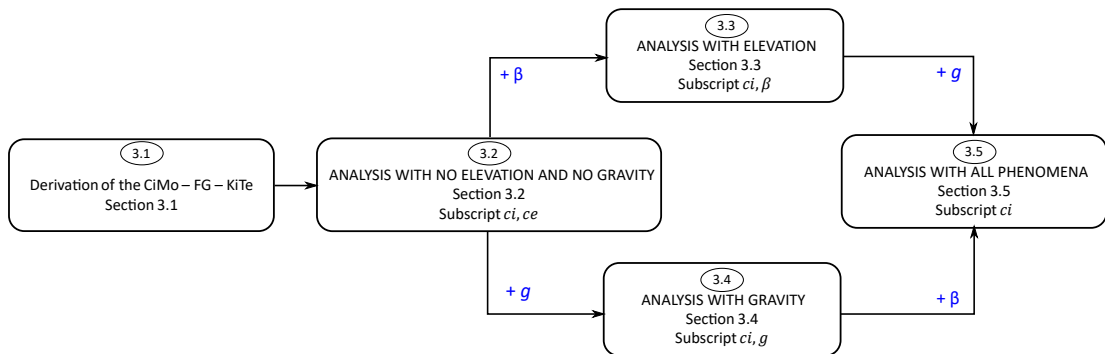 3.1
Derivation of the CiMo – FG – KiTe
Section 3.1
3.2
ANALYSIS WITH NO ELEVATION AND NO GRAVITY
Section 3.2
Subscript ci, ce
+ β
+ g
3.3
ANALYSIS WITH ELEVATION
Section 3.3
Subscript ci, β
3.4
ANALYSIS WITH GRAVITY
Section 3.4
Subscript ci, g
+ g
+ β
3.5
ANALYSIS WITH ALL PHENOMENA
Section 3.5
Subscript ci